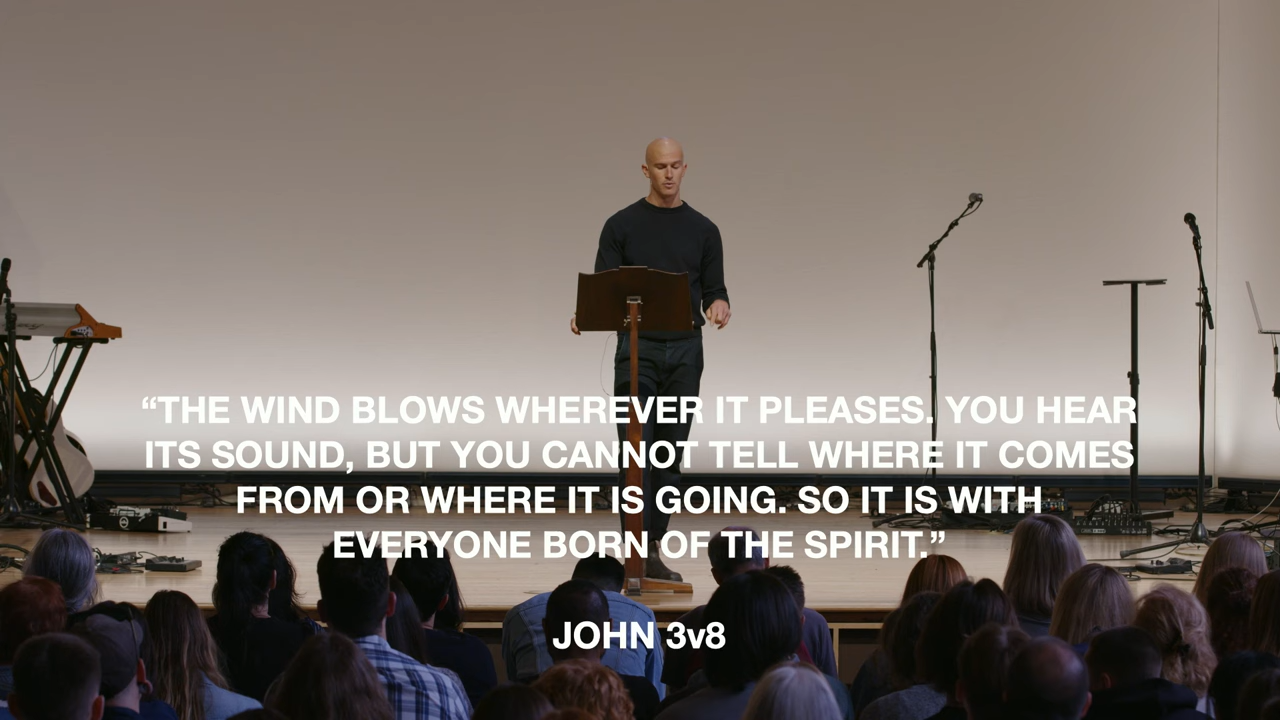 “THE WIND BLOWS WHEREVER IT PLEASES. YOU HEAR
ITS SOUND, BUT YOU CANNOT TELL WHERE IT COMES
FROM OR WHERE IT IS GOING. SO IT IS WITH
EVERYONE BORN OF THE SPIRIT.”
JOHN 3v8